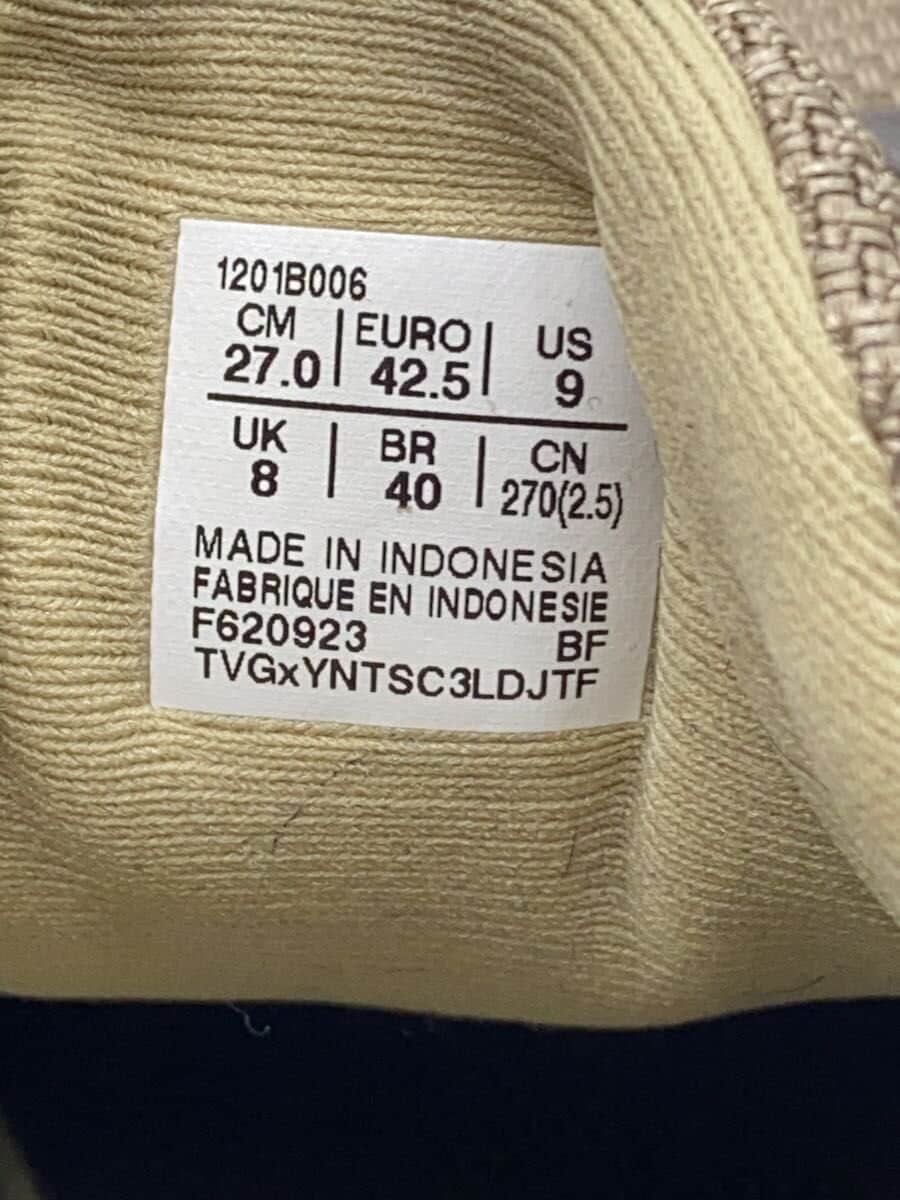 1201B006
CM | EURO | US
27.0 | 42.5 | 9
UK | BR | CN
8 | 40 | 270(2.5)
MADE IN INDONESIA
FABRIQUE EN INDONESIE
F620923 BF
TVGxYNTSC3LDJTF